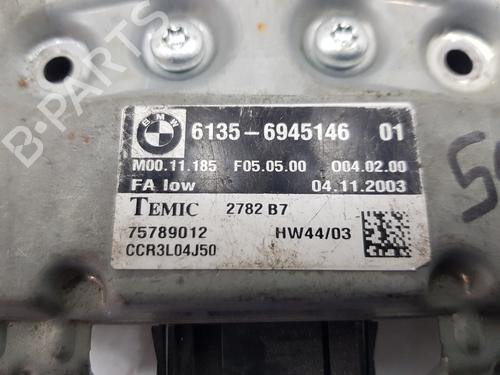 BMW 6135-6945146 01
M00.11.185 F05.05.00 O04.02.00
FA low 04.11.2003
TEMIC 2782 B7
75789012 HW44/03
CCR3L04J50
B-PARTS